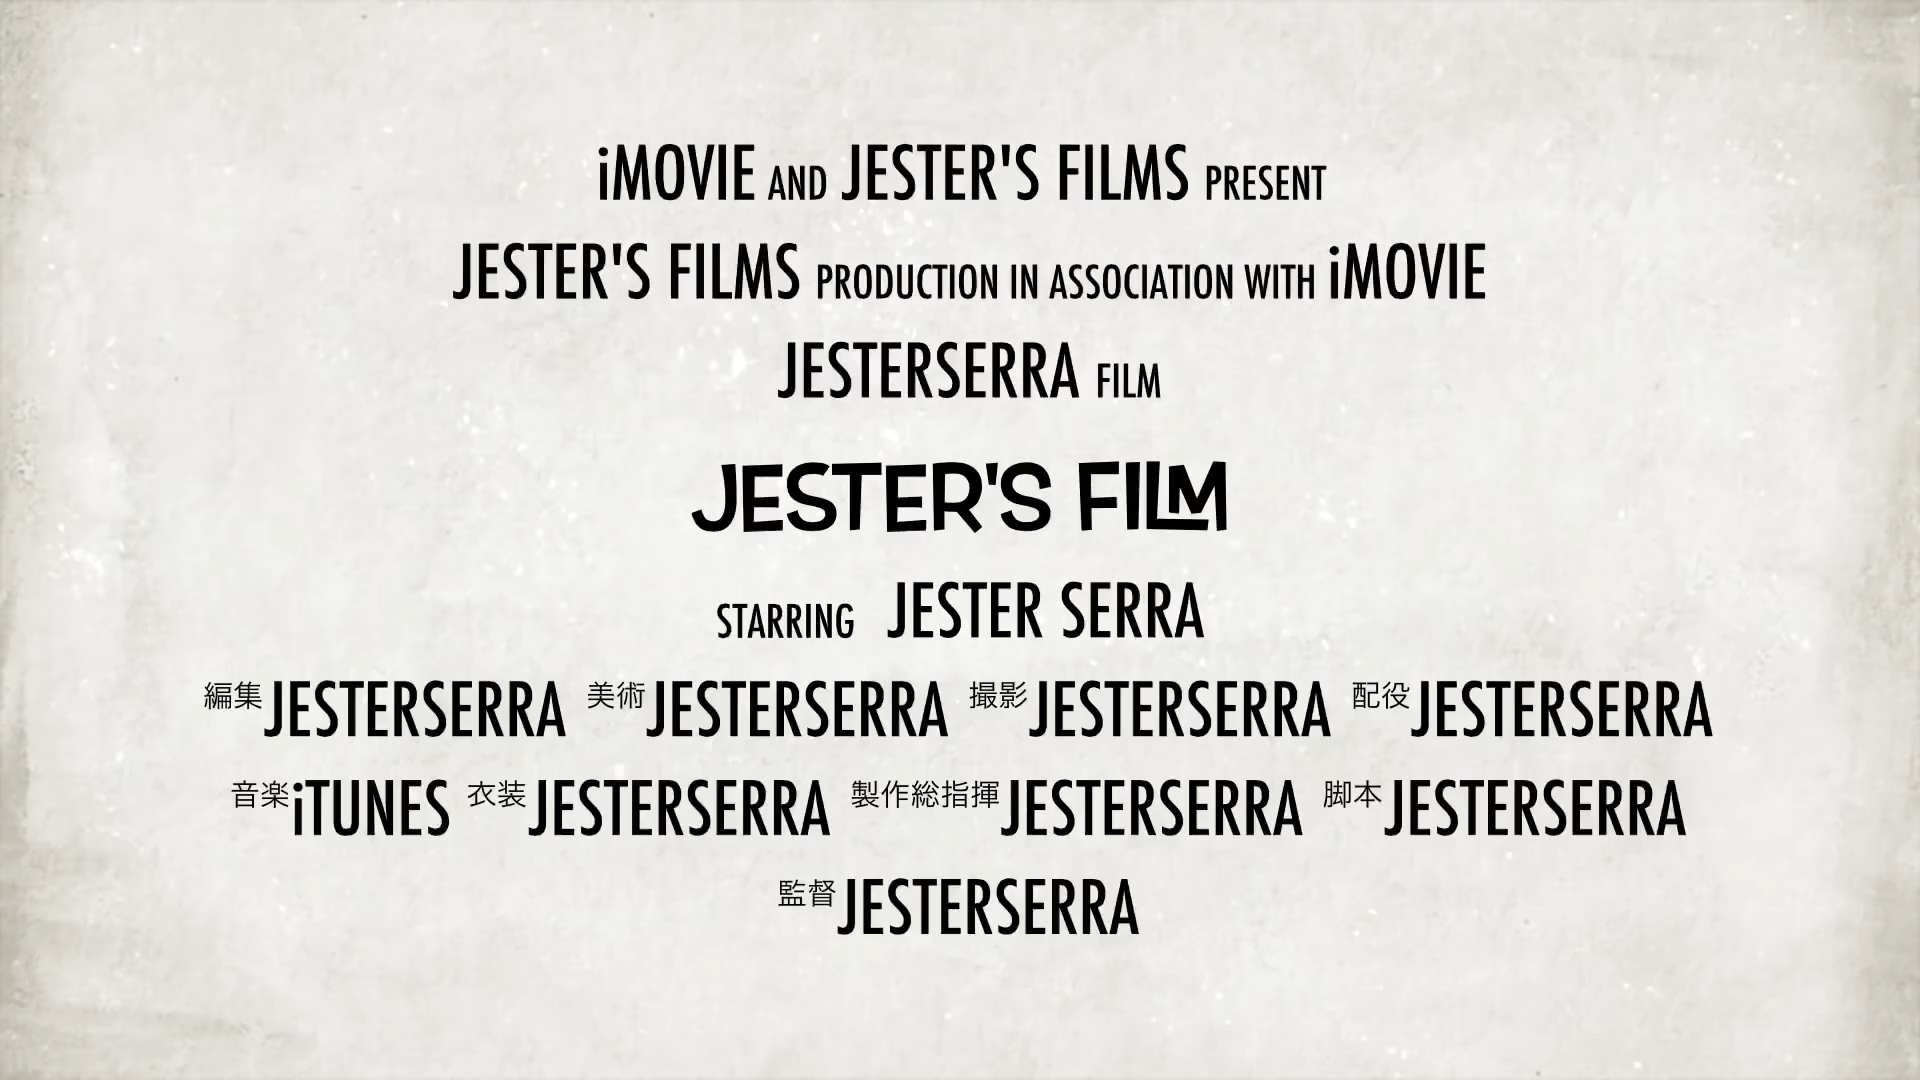 iMOVIE AND JESTER'S FILMS PRESENT
JESTER'S FILMS PRODUCTION IN ASSOCIATION WITH iMOVIE
JESTERSERRA FILM
JESTER'S FILM
STARRING JESTER SERRA
編集JESTERSERRA 美術JESTERSERRA 撮影JESTERSERRA 配役JESTERSERRA
音楽iTUNES 衣装JESTERSERRA 製作総指揮JESTERSERRA 脚本JESTERSERRA
監督JESTERSERRA